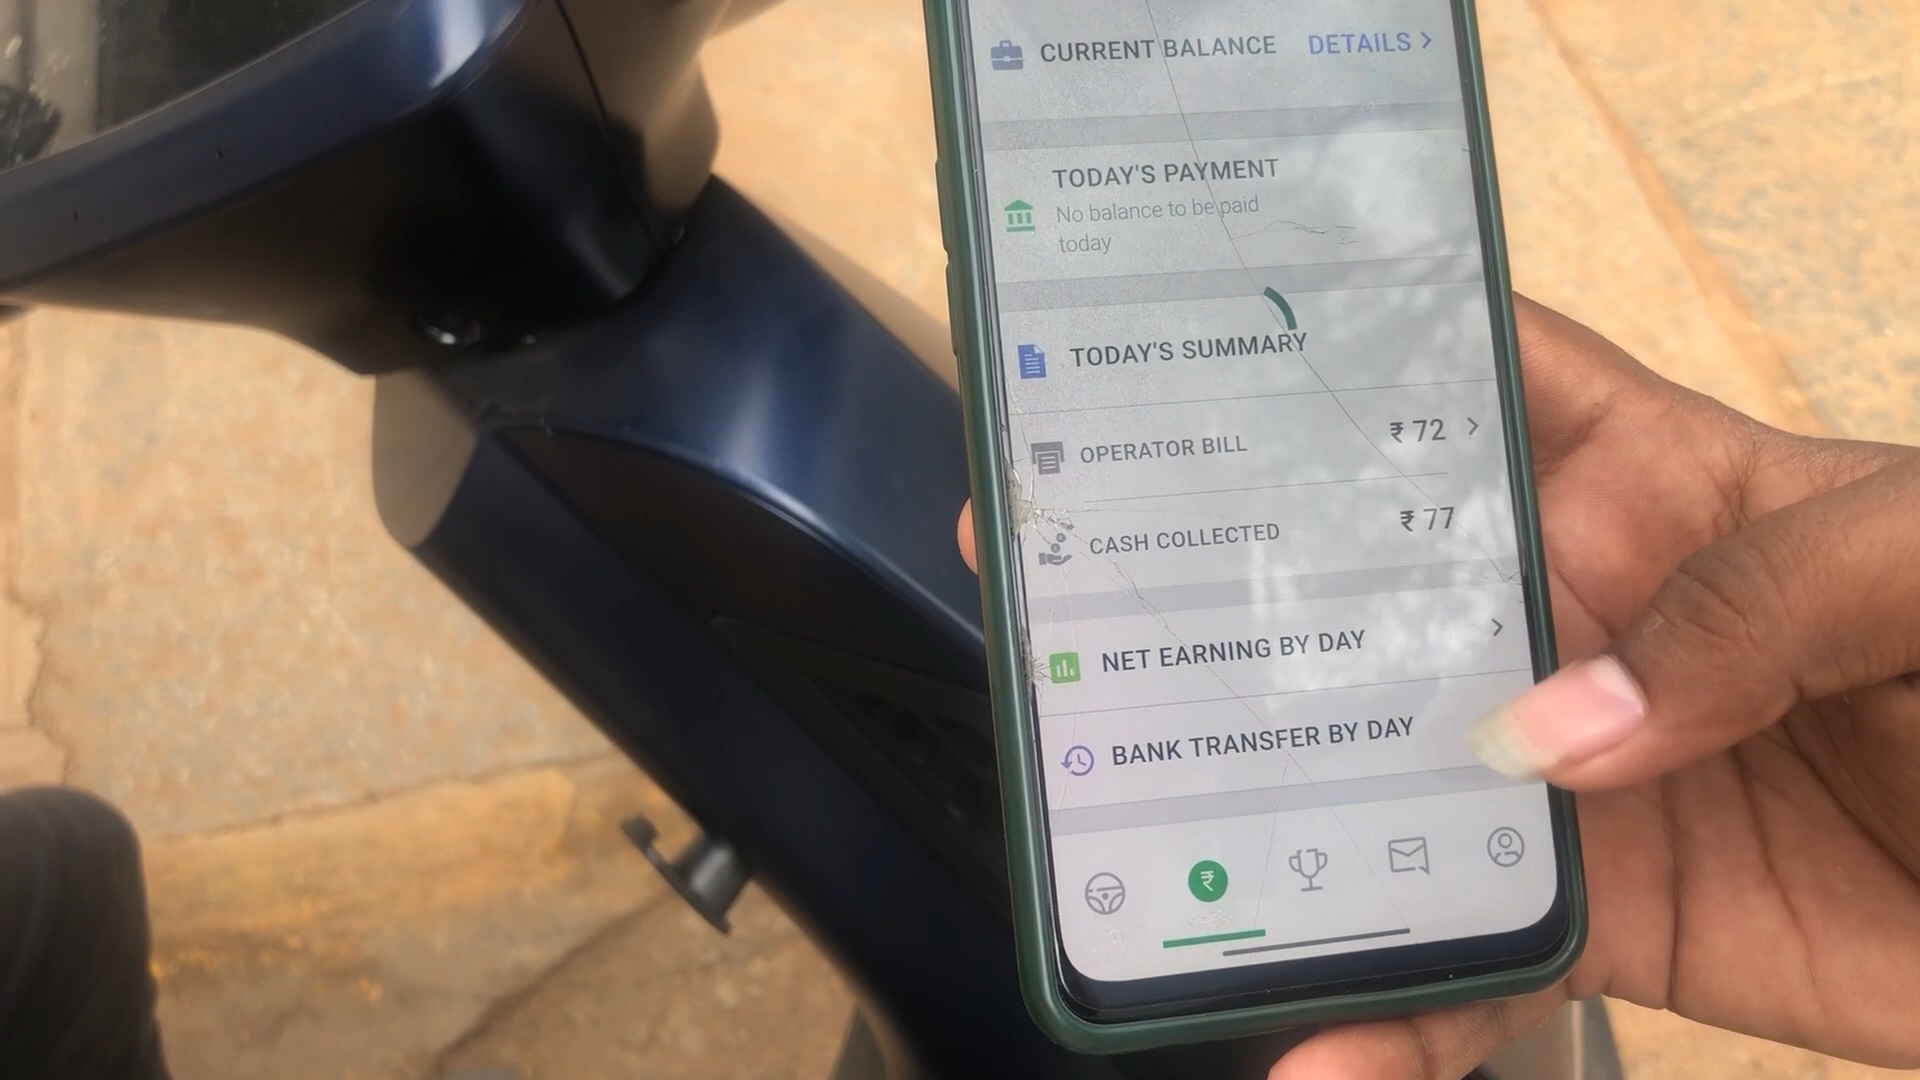 CURRENT BALANCE DETAILS >
TODAY'S PAYMENT
No balance to be paid
today
TODAY'S SUMMARY
OPERATOR BILL ₹ 72 >
CASH COLLECTED ₹ 77
NET EARNING BY DAY >
BANK TRANSFER BY DAY
₹